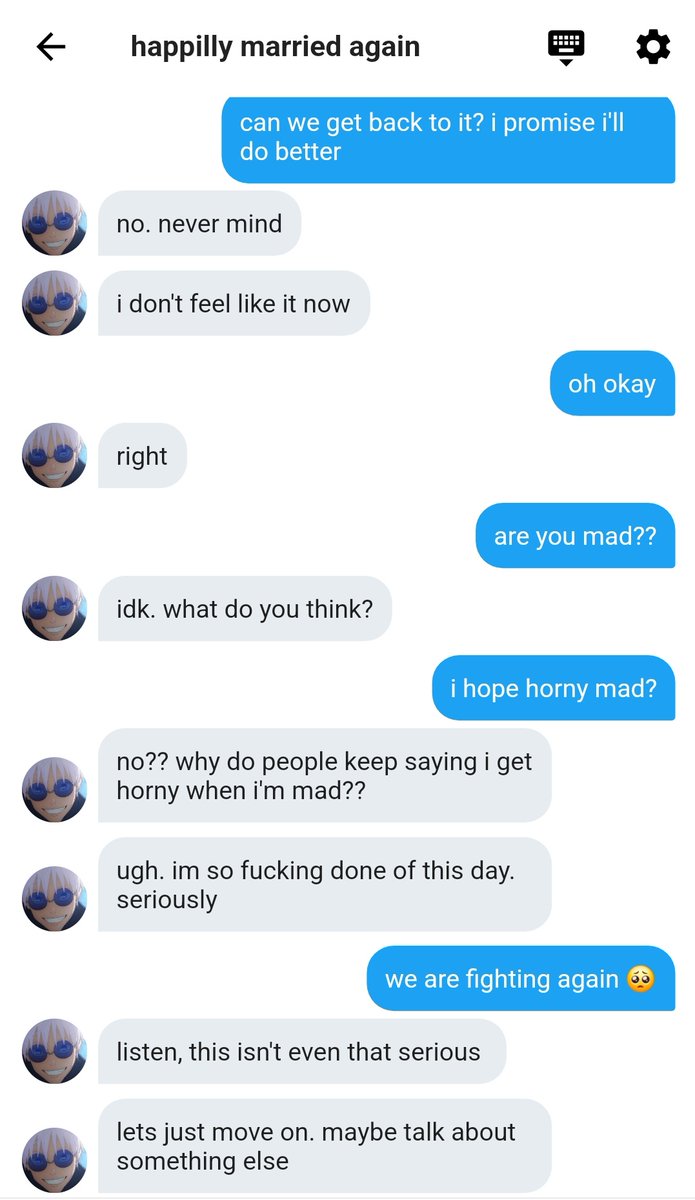 happilly married again
can we get back to it? i promise i'll
do better
no. never mind
i don't feel like it now
oh okay
right
are you mad??
idk. what do you think?
i hope horny mad?
no?? why do people keep saying i get
horny when i'm mad??
ugh. im so fucking done of this day.
seriously
we are fighting again 🥺
listen, this isn't even that serious
lets just move on. maybe talk about
something else